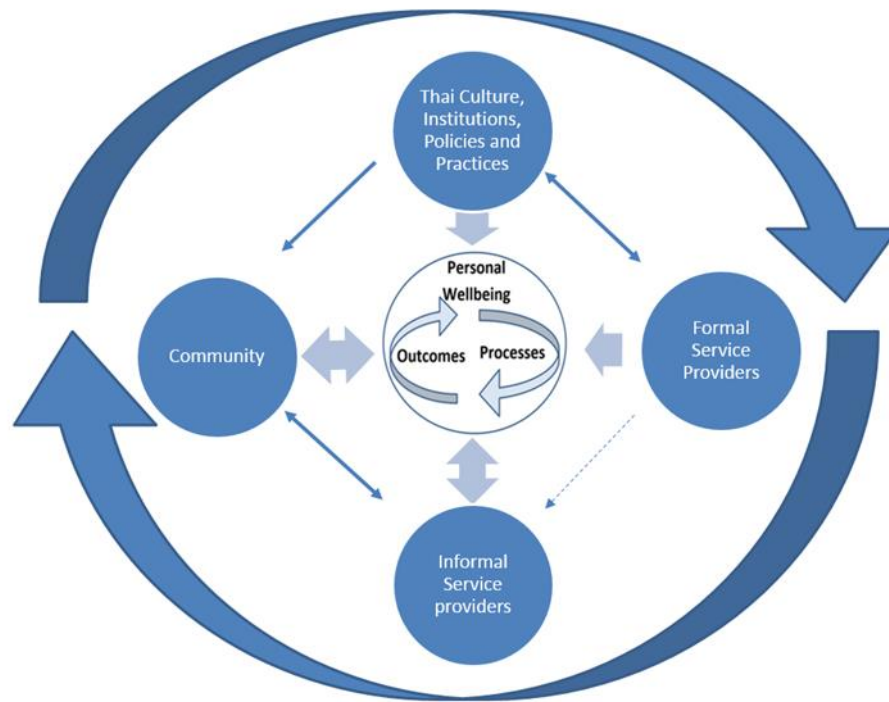 Thai Culture,
Institutions,
Policies and
Practices
Personal
Wellbeing
Outcomes
Processes
Community
Formal
Service
Providers
Informal
Service
providers